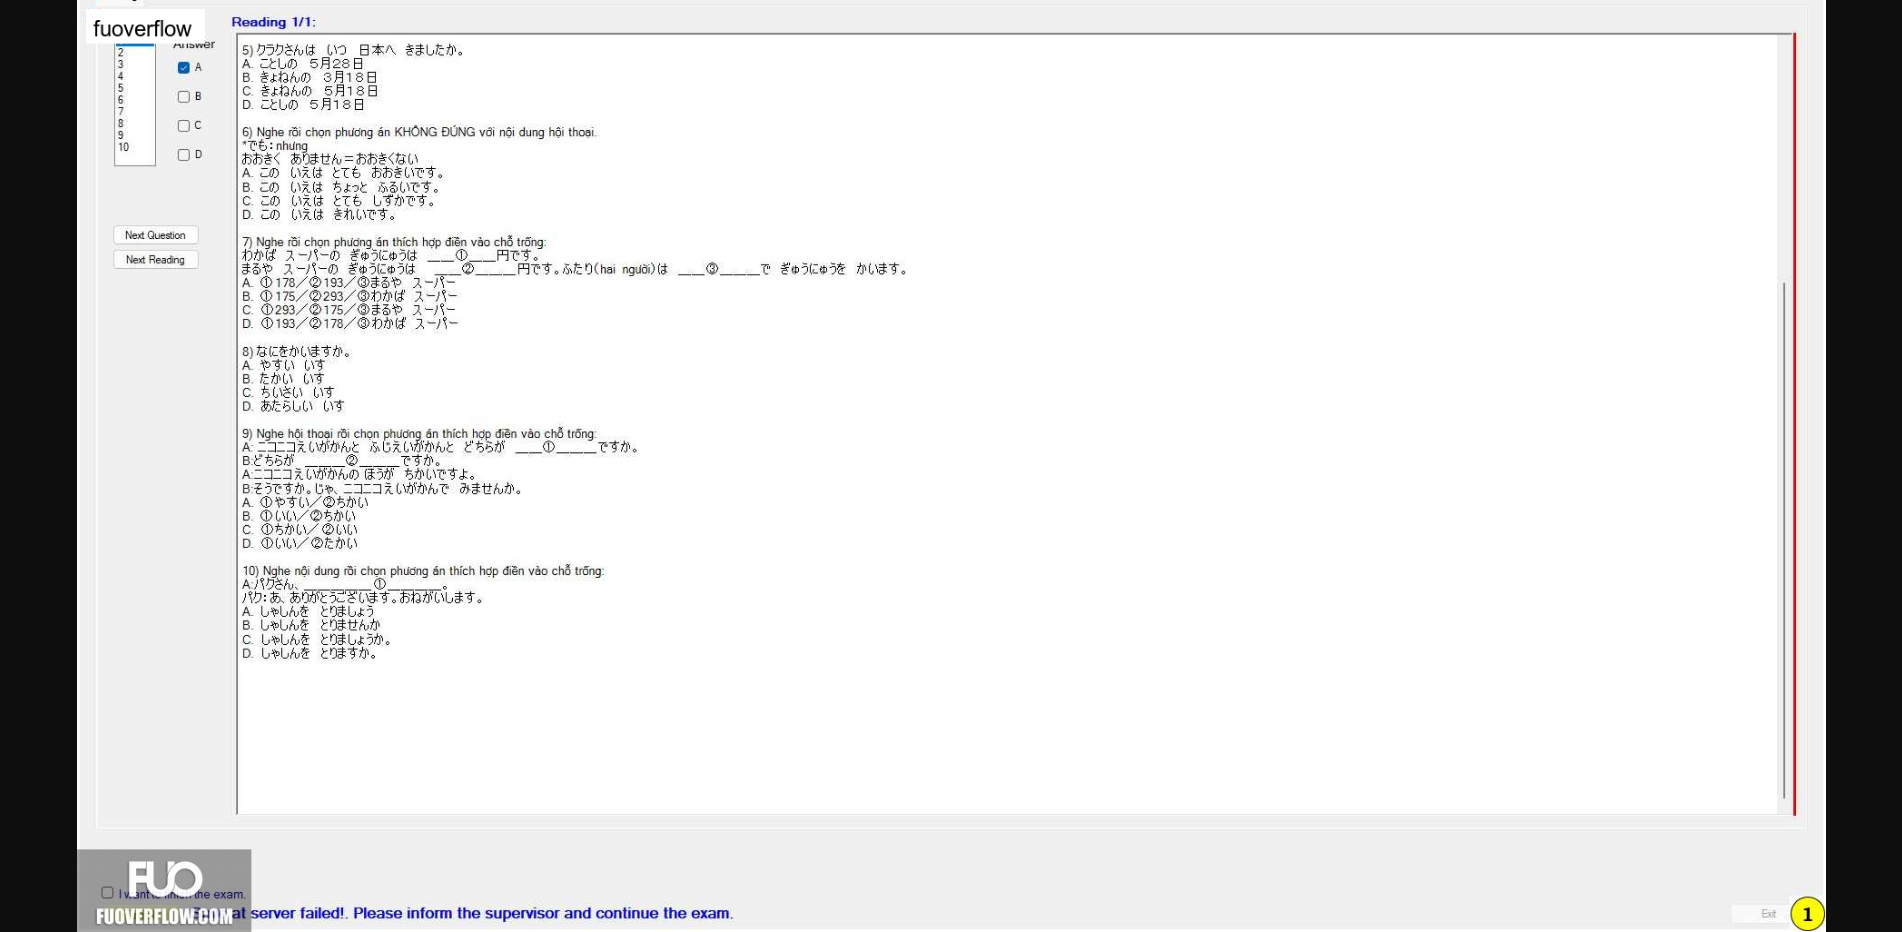 fuoverflow
Reading 1/1:
Answer
2
3
4
5
6
7
8
9
10
A
B
C
D
Next Question
Next Reading
5) クラクさんは いつ 日本へ きましたか。
A. ことしの 5月28日
B. きょねんの 3月18日
C. きょねんの 5月18日
D. ことしの 5月18日
6) Nghe rồi chọn phương án KHÔNG ĐÚNG với nội dung hội thoại.
*でも：nhưng
おおきく ありません＝おおきくない
A. この いえは とても おおきいです。
B. この いえは ちょっと ふるいです。
C. この いえは とても しずかです。
D. この いえは きれいです。
7) Nghe rồi chọn phương án thích hợp điền vào chỗ trống:
わかば スーパーの ぎゅうにゅうは ____①____円です。
まるや スーパーの ぎゅうにゅうは ____②______円です。ふたり(hai người)は ____③______で ぎゅうにゅうを かいます。
A. ①178／②193／③まるや スーパー
B. ①175／②293／③わかば スーパー
C. ①293／②175／③まるや スーパー
D. ①193／②178／③わかば スーパー
8) なにをかいますか。
A. やすい いす
B. たかい いす
C. ちいさい いす
D. あたらしい いす
9) Nghe hội thoại rồi chọn phương án thích hợp điền vào chỗ trống:
A: ニコニコえいがかんと ふじえいがかんと どちらが ____①______ですか。
B:どちらが ______②______ですか。
A:ニコニコえいがかんの ほうが ちかいですよ。
B:そうですか。じゃ、ニコニコえいがかんで みませんか。
A. ①やすい／②ちかい
B. ①いい／②ちかい
C. ①ちかい／②いい
D. ①いい／②たかい
10) Nghe nội dung rồi chọn phương án thích hợp điền vào chỗ trống:
A:パクさん、__________①________。
パク：あ、ありがとうございます。おねがいします。
A. しゃしんを とりましょう
B. しゃしんを とりませんか
C. しゃしんを とりましょうか。
D. しゃしんを とりますか。
FUO
I want to finish the exam.
FUOVERFLOW.COM
at server failed!. Please inform the supervisor and continue the exam.
Exit
1